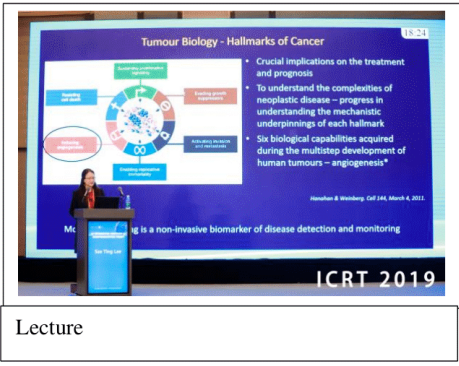 18:24
Tumour Biology - Hallmarks of Cancer
Sustaining proliferative
signaling
Resisting
cell death
Evading growth
suppressors
Inducing
angiogenesis
Activating invasion
and metastasis
Enabling replicative
immortality
• Crucial implications on the treatment
and prognosis
• To understand the complexities of
neoplastic disease – progress in
understanding the mechanistic
underpinnings of each hallmark
• Six biological capabilities acquired
during the multistep development of
human tumours – angiogenesis*
Hanahan & Weinberg. Cell 144, March 4, 2011.
is a non-invasive biomarker of disease detection and monitoring
Sze Ying Lee
ICRT 2019
Lecture